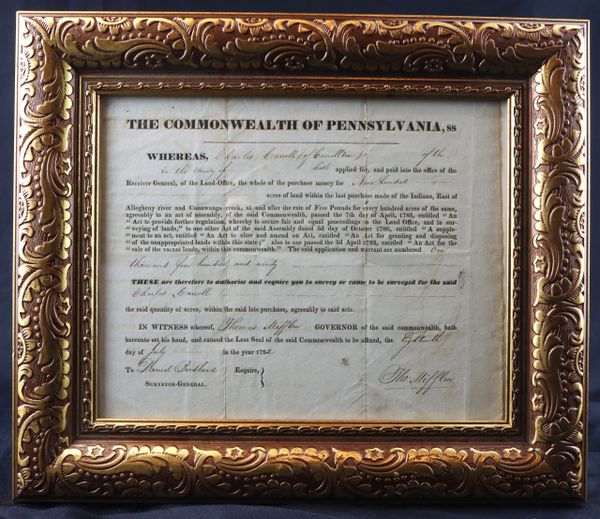 THE COMMONWEALTH OF PENNSYLVANIA, SS
WHEREAS, Charles Carroll (of Carrollton) of the
in the County of hath applied for, and paid into the office of the
Receiver General, of the Land-Office, the whole of the purchase money for Nine hundred
acres of land within the last purchase made of the Indians, East of
Allegheny river and Conawango creek, at and after the rate of Five Pounds for every hundred acres of the same,
agreeably to an act of assembly, of the said Commonwealth, passed the 7th day of April, 1785, entitled "An
"Act to provide further regulations, whereby to secure fair and equal proceedings in the Land Office, and in sur-
"veying of lands," to one other Act of the said Assembly dated 3d day of October 1788, entitled "A supple-
"ment to an act, entitled "An Act to alter and amend an Act, entitled "An Act for granting and disposing
"of the unappropriated lands within this state;" also to one passed the 3d April 1792, entitled "An Act for the
"sale of the vacant lands, within this commonwealth." The said application and warrant are numbered One
thousand five hundred and ninety
THESE are therefore to authorise and require you to survey or cause to be surveyed for the said
Charles Carroll
the said quantity of acres, within the said late purchase, agreeably to said acts.
IN WITNESS whereof, Thomas Mifflin GOVERNOR of the said commonwealth, hath
hereunto set his hand, and caused the Less Seal of the said Commonwealth to be affixed, the Eighteenth
day of July in the year 179
To Daniel Brodhead Esquire,
SURVEYOR-GENERAL.
Tho. Mifflin